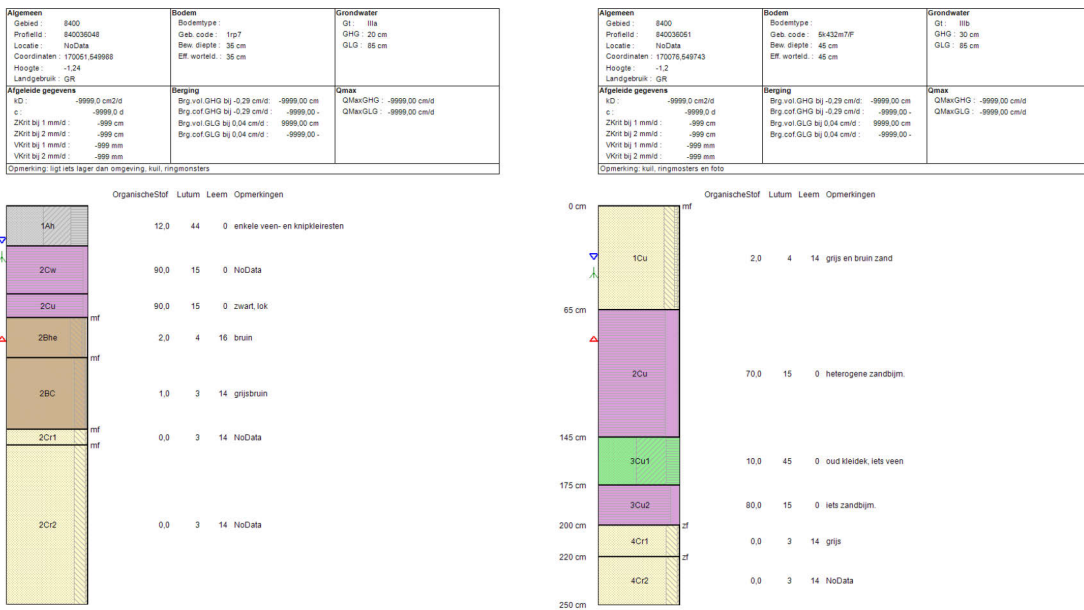 Algemeen
Gebied : 8400
Profielld : 840036048
Locatie : NoData
Coordinaten : 170051,549988
Hoogte : -1,24
Landgebruik : GR
Bodem
Bodemtype :
Geb. code : 1rp7
Bew. diepte : 35 cm
Eff. worteld. : 35 cm
Grondwater
Gt : IIIa
GHG : 20 cm
GLG : 85 cm
Afgeleide gegevens
kD : -9999,0 cm2/d
c : -9999,0 d
ZKrit bij 1 mm/d : -999 cm
ZKrit bij 2 mm/d : -999 cm
VKrit bij 1 mm/d : -999 mm
VKrit bij 2 mm/d : -999 mm
Berging
Brg.vol.GHG bij -0,29 cm/d: -9999,00 cm
Brg.cof.GHG bij -0,29 cm/d : -9999,00 -
Brg.vol.GLG bij 0,04 cm/d : 9999,00 cm
Brg.cof.GLG bij 0,04 cm/d : -9999,00 -
Qmax
QMaxGHG : -9999,00 cm/d
QMaxGLG : -9999,00 cm/d
Opmerking: ligt iets lager dan omgeving, kuil, ringmonsters
OrganischeStof Lutum Leem Opmerkingen
1Ah 12,0 44 0 enkele veen- en knipkleiresten
2Cw 90,0 15 0 NoData
2Cu 90,0 15 0 zwart, lok
mf
2Bhe 2,0 4 16 bruin
mf
2BC 1,0 3 14 grijsbruin
mf
2Cr1 0,0 3 14 NoData
mf
2Cr2 0,0 3 14 NoData
Algemeen
Gebied : 8400
Profielld : 840036051
Locatie : NoData
Coordinaten : 170076,549743
Hoogte : -1,2
Landgebruik : GR
Bodem
Bodemtype :
Geb. code : 5k432m7/F
Bew. diepte : 45 cm
Eff. worteld. : 45 cm
Grondwater
Gt : IIIb
GHG : 30 cm
GLG : 85 cm
Afgeleide gegevens
kD : -9999,0 cm2/d
c : -9999,0 d
ZKrit bij 1 mm/d : -999 cm
ZKrit bij 2 mm/d : -999 cm
VKrit bij 1 mm/d : -999 mm
VKrit bij 2 mm/d : -999 mm
Berging
Brg.vol.GHG bij -0,29 cm/d: -9999,00 cm
Brg.cof.GHG bij -0,29 cm/d : -9999,00 -
Brg.vol.GLG bij 0,04 cm/d : 9999,00 cm
Brg.cof.GLG bij 0,04 cm/d : -9999,00 -
Qmax
QMaxGHG : -9999,00 cm/d
QMaxGLG : -9999,00 cm/d
Opmerking: kuil, ringmosters en foto
OrganischeStof Lutum Leem Opmerkingen
0 cm mf
1Cu 2,0 4 14 grijs en bruin zand
65 cm
2Cu 70,0 15 0 heterogene zandbijm.
145 cm
3Cu1 10,0 45 0 oud kleidek, iets veen
175 cm
3Cu2 80,0 15 0 iets zandbijm.
200 cm zf
4Cr1 0,0 3 14 grijs
220 cm zf
4Cr2 0,0 3 14 NoData
250 cm